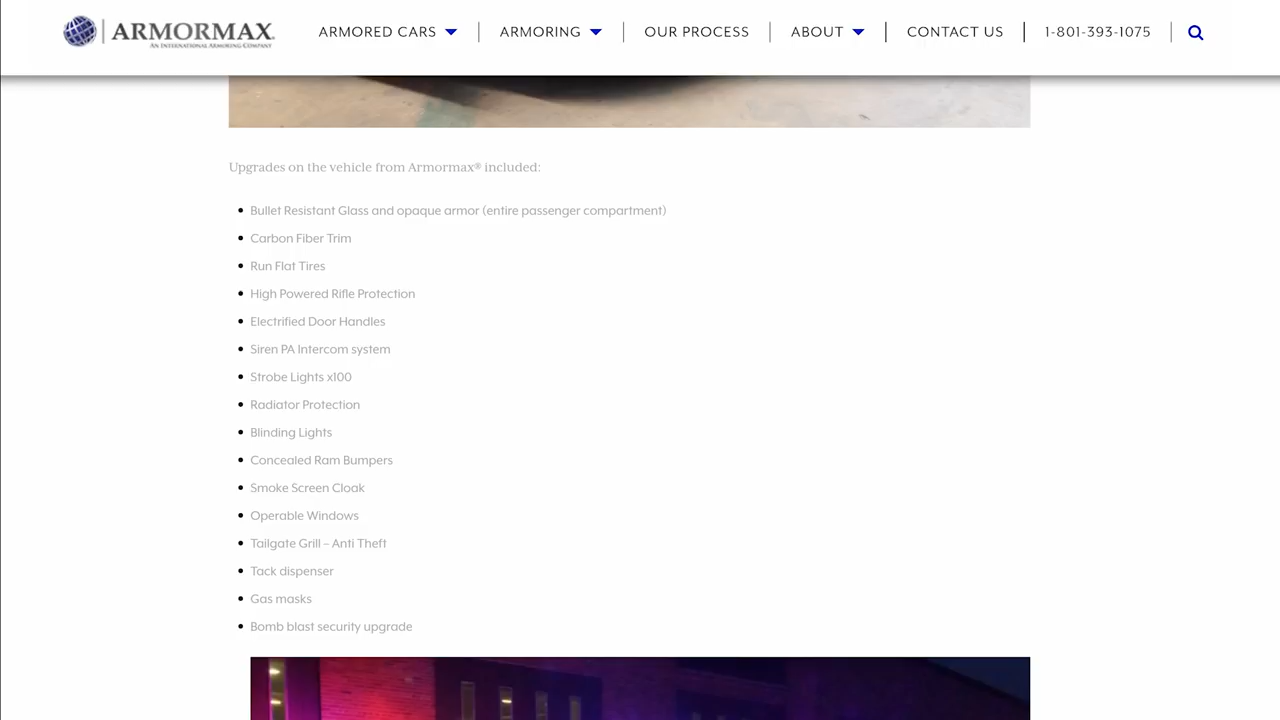 ARMORMAX.
AN INTERNATIONAL ARMORING COMPANY
ARMORED CARS
ARMORING
OUR PROCESS
ABOUT
CONTACT US
1-801-393-1075
Upgrades on the vehicle from Armormax® included:
Bullet Resistant Glass and opaque armor (entire passenger compartment)
Carbon Fiber Trim
Run Flat Tires
High Powered Rifle Protection
Electrified Door Handles
Siren PA Intercom system
Strobe Lights x100
Radiator Protection
Blinding Lights
Concealed Ram Bumpers
Smoke Screen Cloak
Operable Windows
Tailgate Grill – Anti Theft
Tack dispenser
Gas masks
Bomb blast security upgrade